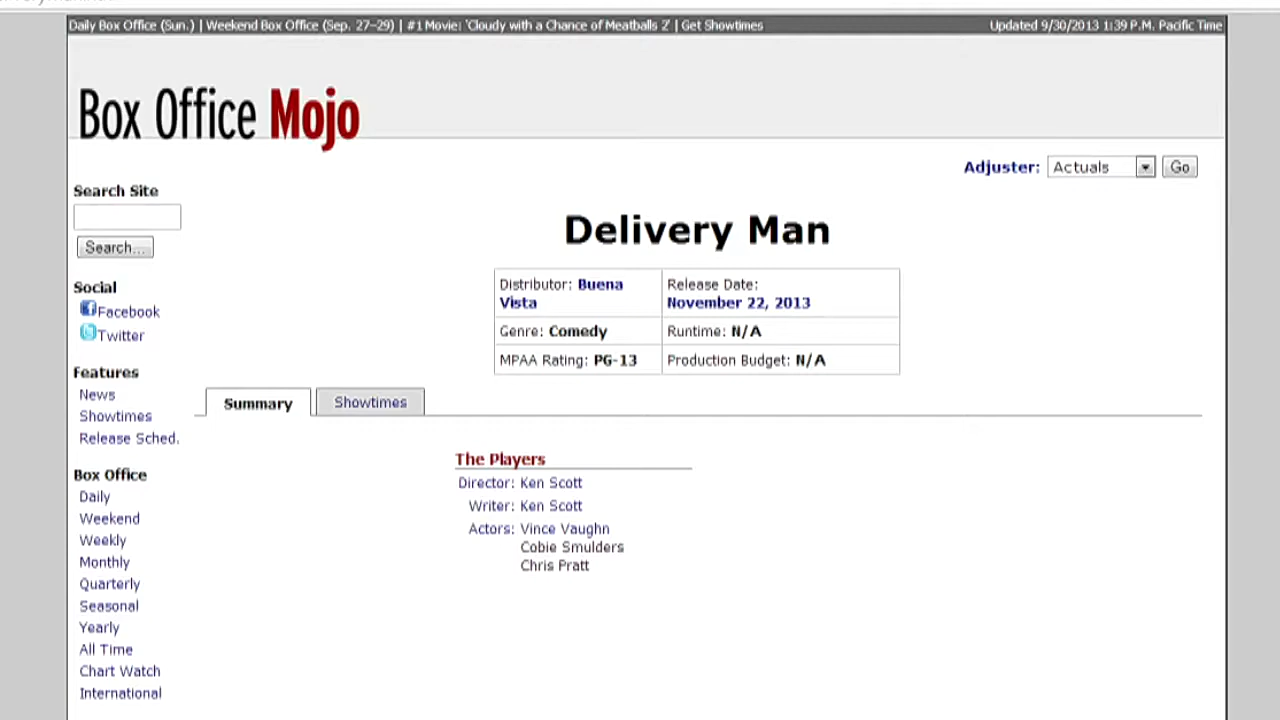 Daily Box Office (Sun.) | Weekend Box Office (Sep. 27–29) | #1 Movie: 'Cloudy with a Chance of Meatballs 2' | Get Showtimes
Updated 9/30/2013 1:39 P.M. Pacific Time
Box Office Mojo
Adjuster: Actuals Go
Search Site
Search...
Delivery Man
Distributor: Buena Vista
Release Date: November 22, 2013
Genre: Comedy
Runtime: N/A
MPAA Rating: PG-13
Production Budget: N/A
Social
Facebook
Twitter
Features
News
Showtimes
Release Sched.
Box Office
Daily
Weekend
Weekly
Monthly
Quarterly
Seasonal
Yearly
All Time
Chart Watch
International
Summary
Showtimes
The Players
Director: Ken Scott
Writer: Ken Scott
Actors: Vince Vaughn
Cobie Smulders
Chris Pratt